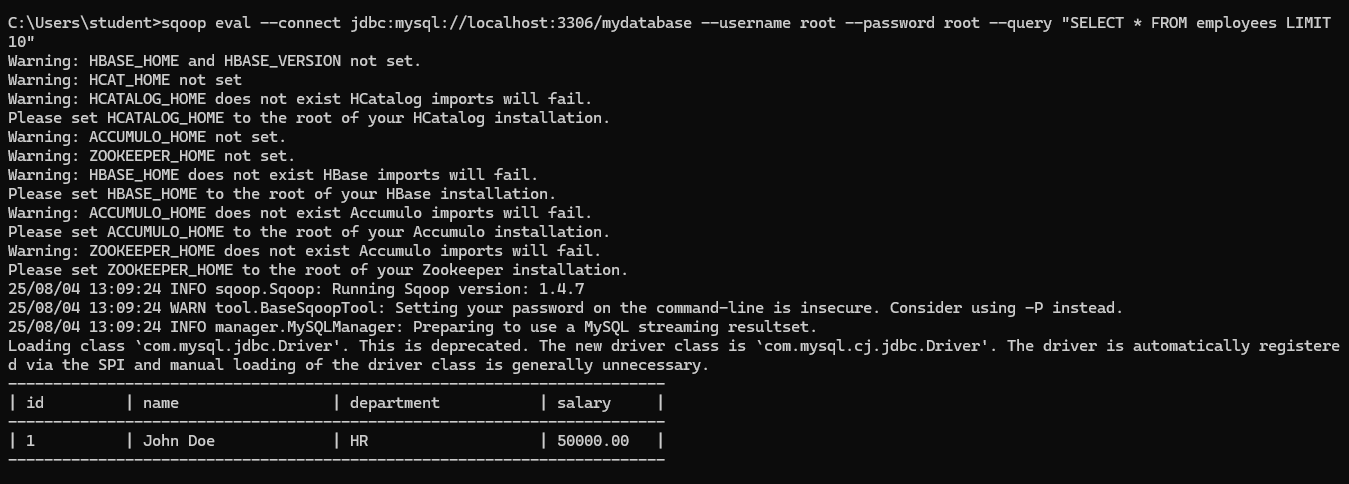 C:\Users\student>sqoop eval --connect jdbc:mysql://localhost:3306/mydatabase --username root --password root --query "SELECT * FROM employees LIMIT
10"
Warning: HBASE_HOME and HBASE_VERSION not set.
Warning: HCAT_HOME not set
Warning: HCATALOG_HOME does not exist HCatalog imports will fail.
Please set HCATALOG_HOME to the root of your HCatalog installation.
Warning: ACCUMULO_HOME not set.
Warning: ZOOKEEPER_HOME not set.
Warning: HBASE_HOME does not exist HBase imports will fail.
Please set HBASE_HOME to the root of your HBase installation.
Warning: ACCUMULO_HOME does not exist Accumulo imports will fail.
Please set ACCUMULO_HOME to the root of your Accumulo installation.
Warning: ZOOKEEPER_HOME does not exist Accumulo imports will fail.
Please set ZOOKEEPER_HOME to the root of your Zookeeper installation.
25/08/04 13:09:24 INFO sqoop.Sqoop: Running Sqoop version: 1.4.7
25/08/04 13:09:24 WARN tool.BaseSqoopTool: Setting your password on the command-line is insecure. Consider using -P instead.
25/08/04 13:09:24 INFO manager.MySQLManager: Preparing to use a MySQL streaming resultset.
Loading class `com.mysql.jdbc.Driver'. This is deprecated. The new driver class is `com.mysql.cj.jdbc.Driver'. The driver is automatically registere
d via the SPI and manual loading of the driver class is generally unnecessary.
-------------------------------------------------------------------------
| id         | name                 | department           | salary     |
-------------------------------------------------------------------------
| 1          | John Doe             | HR                   | 50000.00   |
-------------------------------------------------------------------------